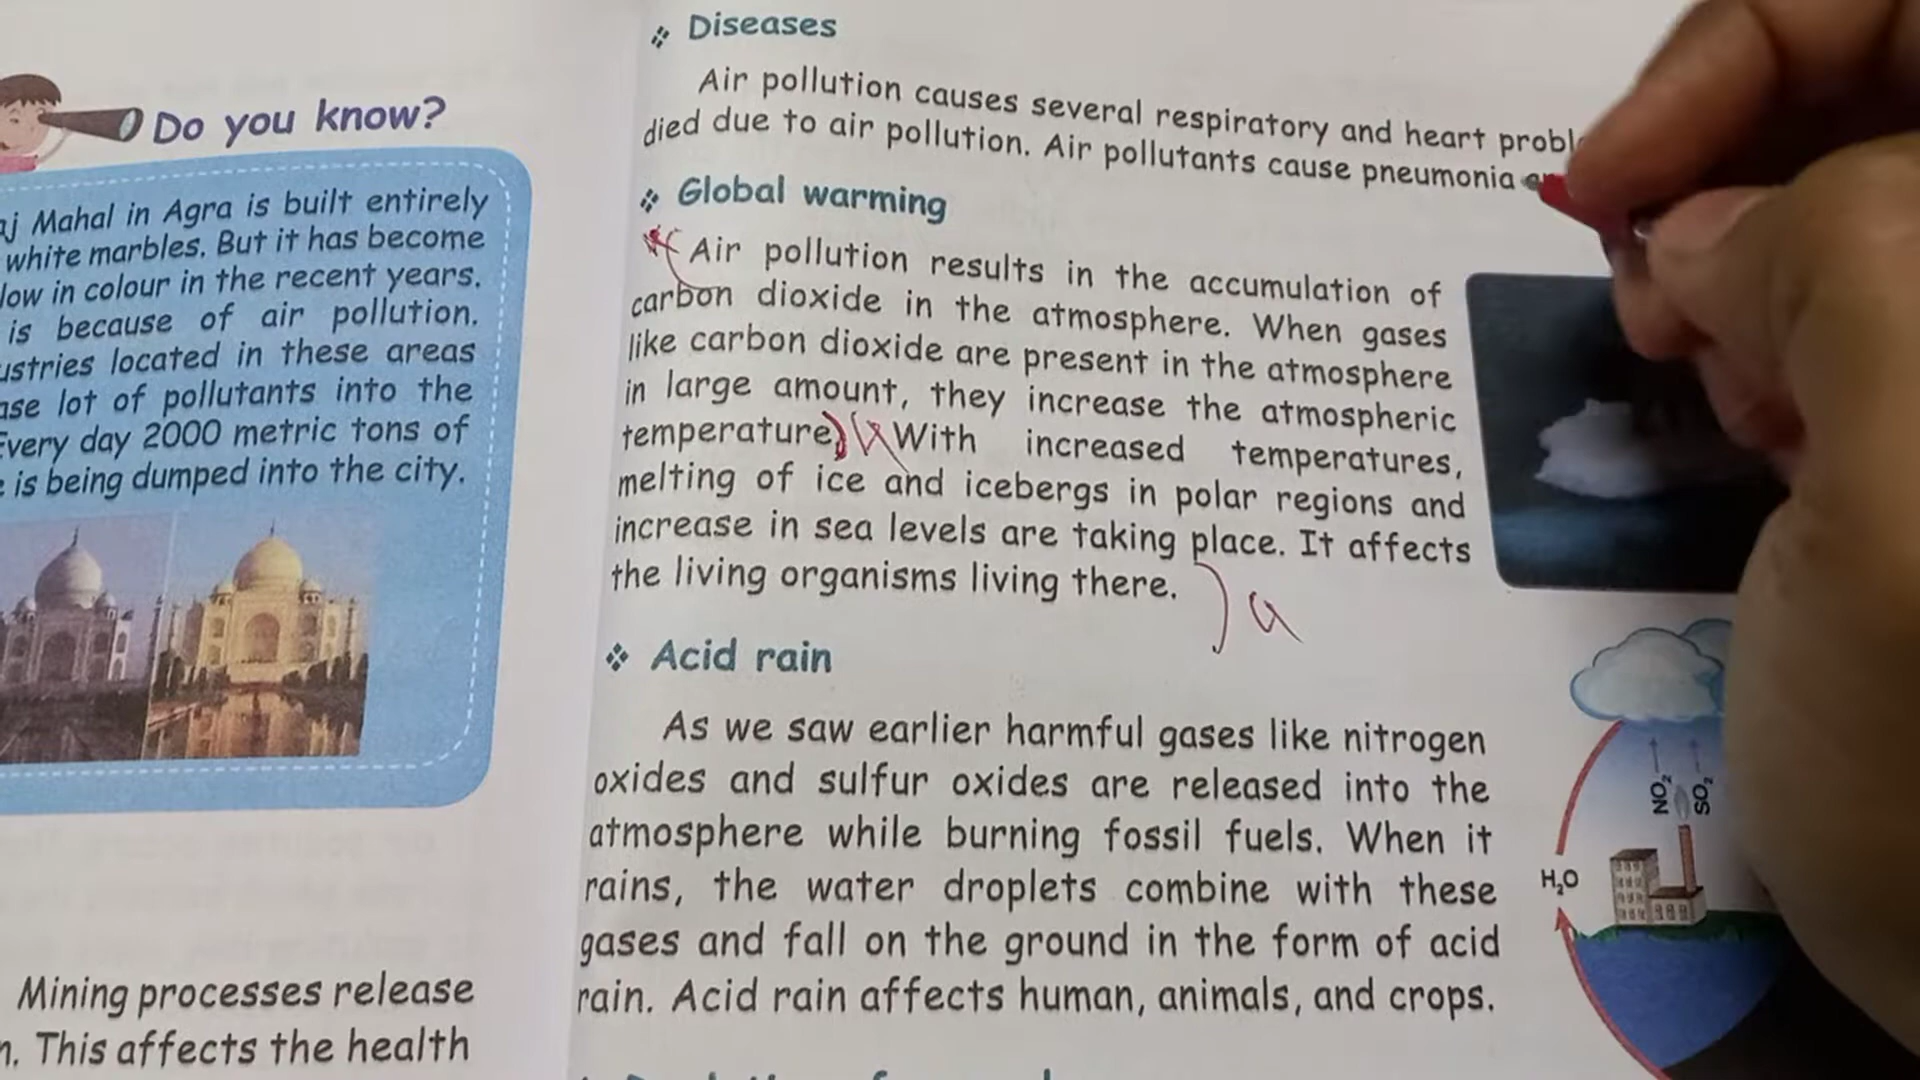 Do you know?
Mahal in Agra is built entirely
white marbles. But it has become
in colour in the recent years.
is because of air pollution.
located in these areas
lot of pollutants into the
Every day 2000 metric tons of
is being dumped into the city.
Mining processes release
This affects the health
❖ Diseases
Air pollution causes several respiratory and heart
died due to air pollution. Air pollutants cause pneumonia
❖ Global warming
Air pollution results in the accumulation of
carbon dioxide in the atmosphere. When gases
like carbon dioxide are present in the atmosphere
in large amount, they increase the atmospheric
temperature. With increased temperatures,
melting of ice and icebergs in polar regions and
increase in sea levels are taking place. It affects
the living organisms living there.
❖ Acid rain
As we saw earlier harmful gases like nitrogen
oxides and sulfur oxides are released into the
atmosphere while burning fossil fuels. When it
rains, the water droplets combine with these
gases and fall on the ground in the form of acid
rain. Acid rain affects human, animals, and crops.
NO₂
SO₂
H₂O